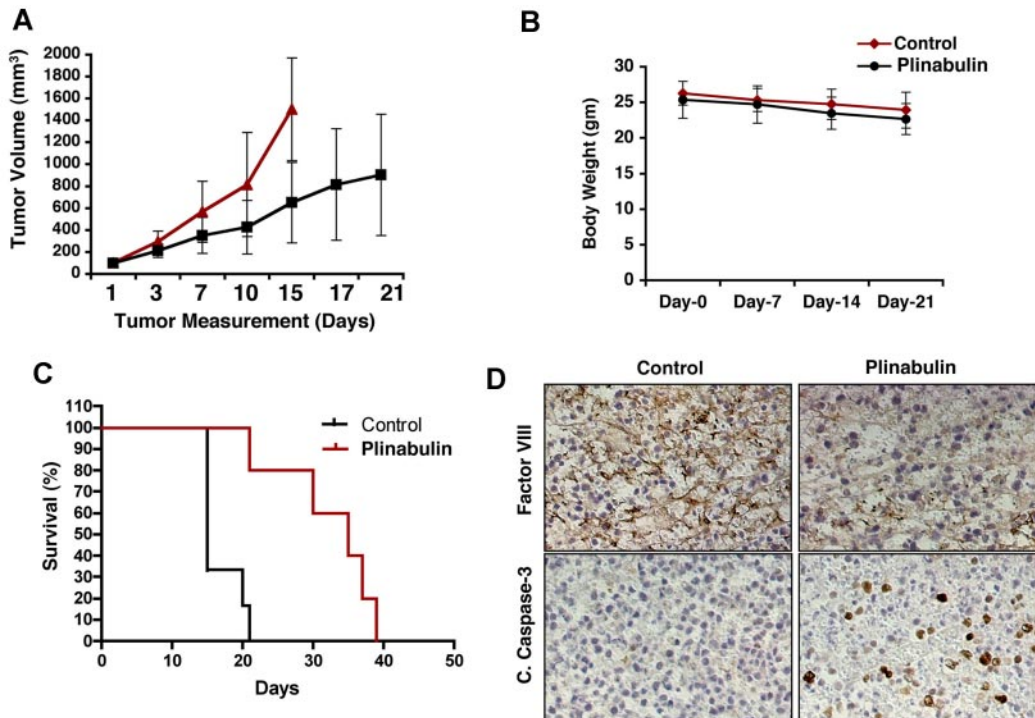 A
Tumor Volume (mm³)
2000
1800
1600
1400
1200
1000
800
600
400
200
0
1 3 7 10 15 17 21
Tumor Measurement (Days)
B
Control
Plinabulin
Body Weight (gm)
30
25
20
15
10
5
0
Day-0 Day-7 Day-14 Day-21
C
Survival (%)
110
100
90
80
70
60
50
40
30
20
10
0
Control
Plinabulin
0 10 20 30 40 50
Days
D
Control Plinabulin
Factor VIII
C. Caspase-3